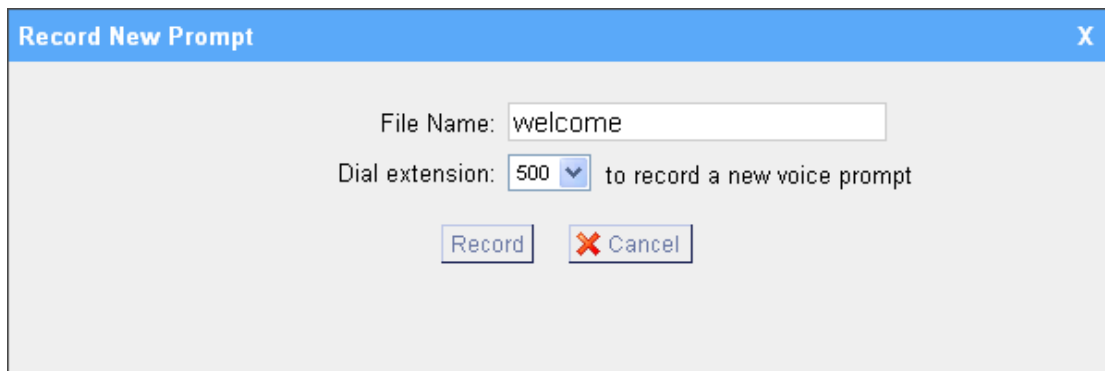 Record New Prompt X
File Name: welcome
Dial extension: 500 to record a new voice prompt
Record Cancel